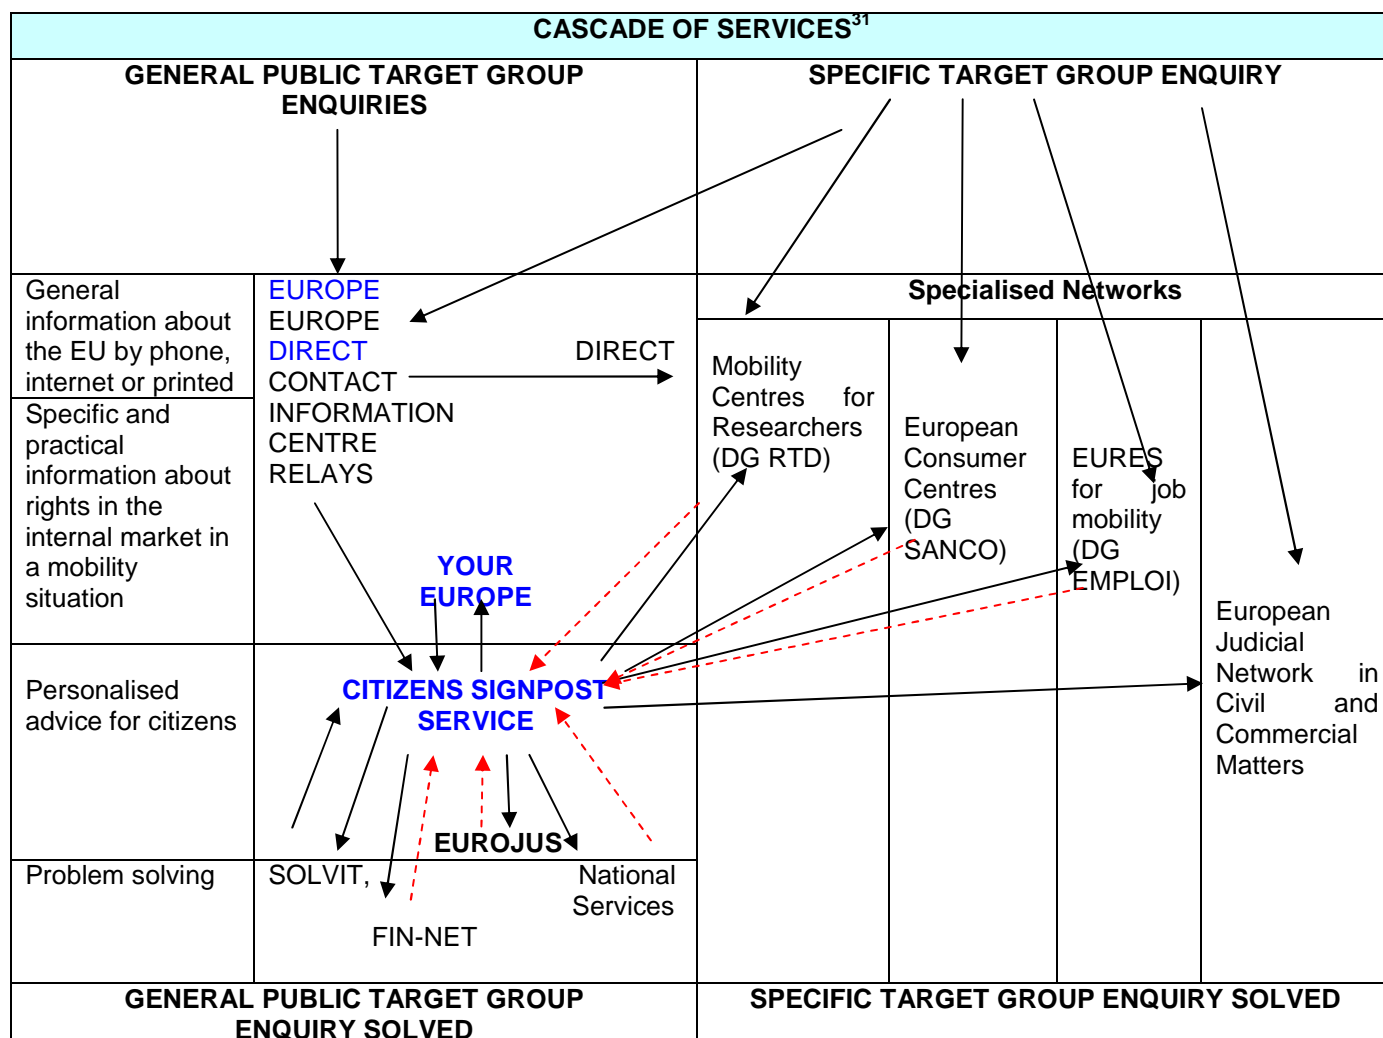 CASCADE OF SERVICES31
GENERAL PUBLIC TARGET GROUP
ENQUIRIES
SPECIFIC TARGET GROUP ENQUIRY
General
information about
the EU by phone,
internet or printed
EUROPE
EUROPE
DIRECT DIRECT
CONTACT
INFORMATION
CENTRE
RELAYS
Specialised Networks
Mobility
Centres for
Researchers
(DG RTD)
European
Consumer
Centres
(DG
SANCO)
EURES
for job
mobility
(DG
EMPLOI)
European
Judicial
Network in
Civil and
Commercial
Matters
Specific and
practical
information about
rights in the
internal market in
a mobility
situation
YOUR
EUROPE
Personalised
advice for citizens
CITIZENS SIGNPOST
SERVICE
EUROJUS
Problem solving
SOLVIT,
FIN-NET
National
Services
GENERAL PUBLIC TARGET GROUP
ENQUIRY SOLVED
SPECIFIC TARGET GROUP ENQUIRY SOLVED